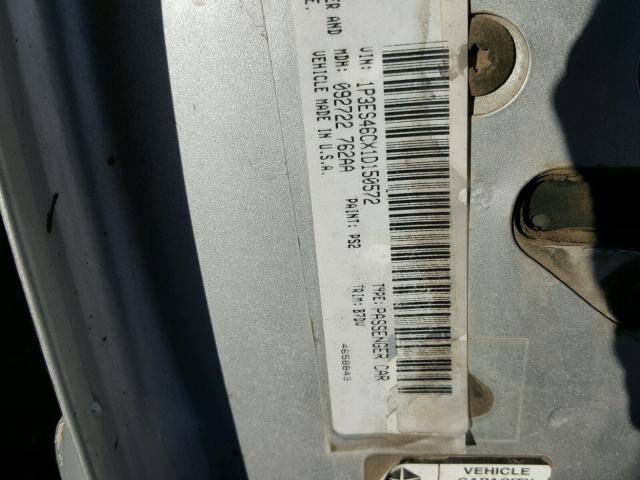 ER AND
E.
VIN: 1P3ES46CX1D150572
MDH: 092722 762AA
VEHICLE MADE IN U.S.A.
PAINT: PS2
TYPE: PASSENGER CAR
TRIM: B7DV
4658843
VEHICLE
CAPACITY